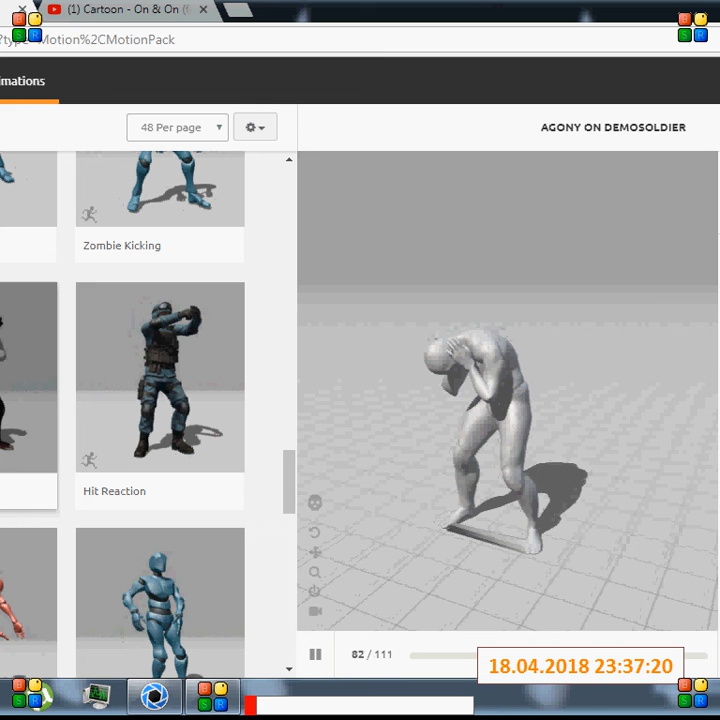 (1) Cartoon - On & On (
?type=Motion%2CMotionPack
mations
48 Per page
AGONY ON DEMOSOLDIER
Zombie Kicking
Hit Reaction
82 / 111
18.04.2018 23:37:20
B
S R
B
S R
B
S R
B
S R
B
S R